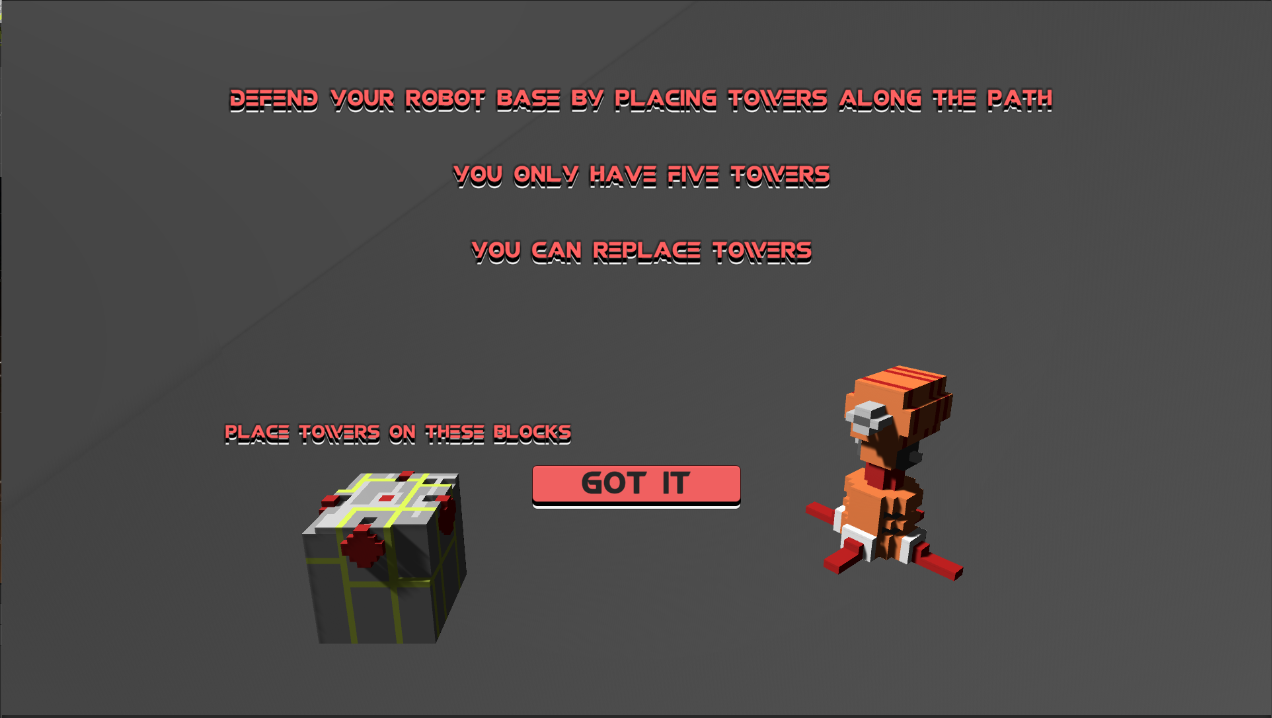 DEFEND YOUR ROBOT BASE BY PLACING TOWERS ALONG THE PATH
YOU ONLY HAVE FIVE TOWERS
YOU CAN REPLACE TOWERS
PLACE TOWERS ON THESE BLOCKS
GOT IT